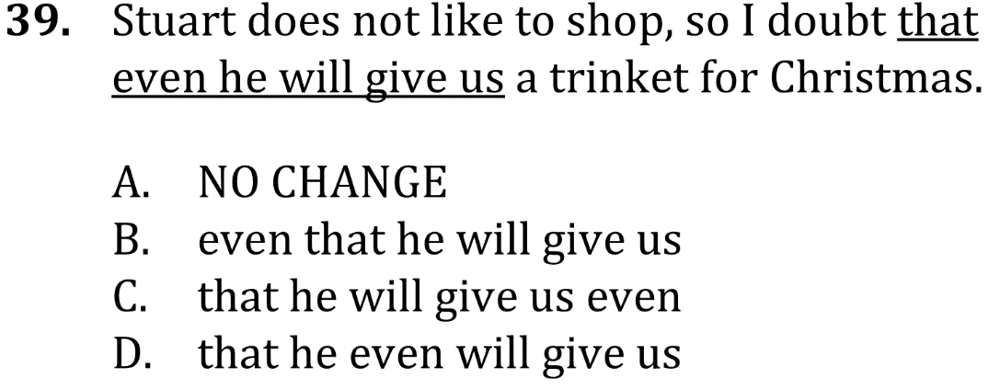 39. Stuart does not like to shop, so I doubt that
even he will give us a trinket for Christmas.
A. NO CHANGE
B. even that he will give us
C. that he will give us even
D. that he even will give us